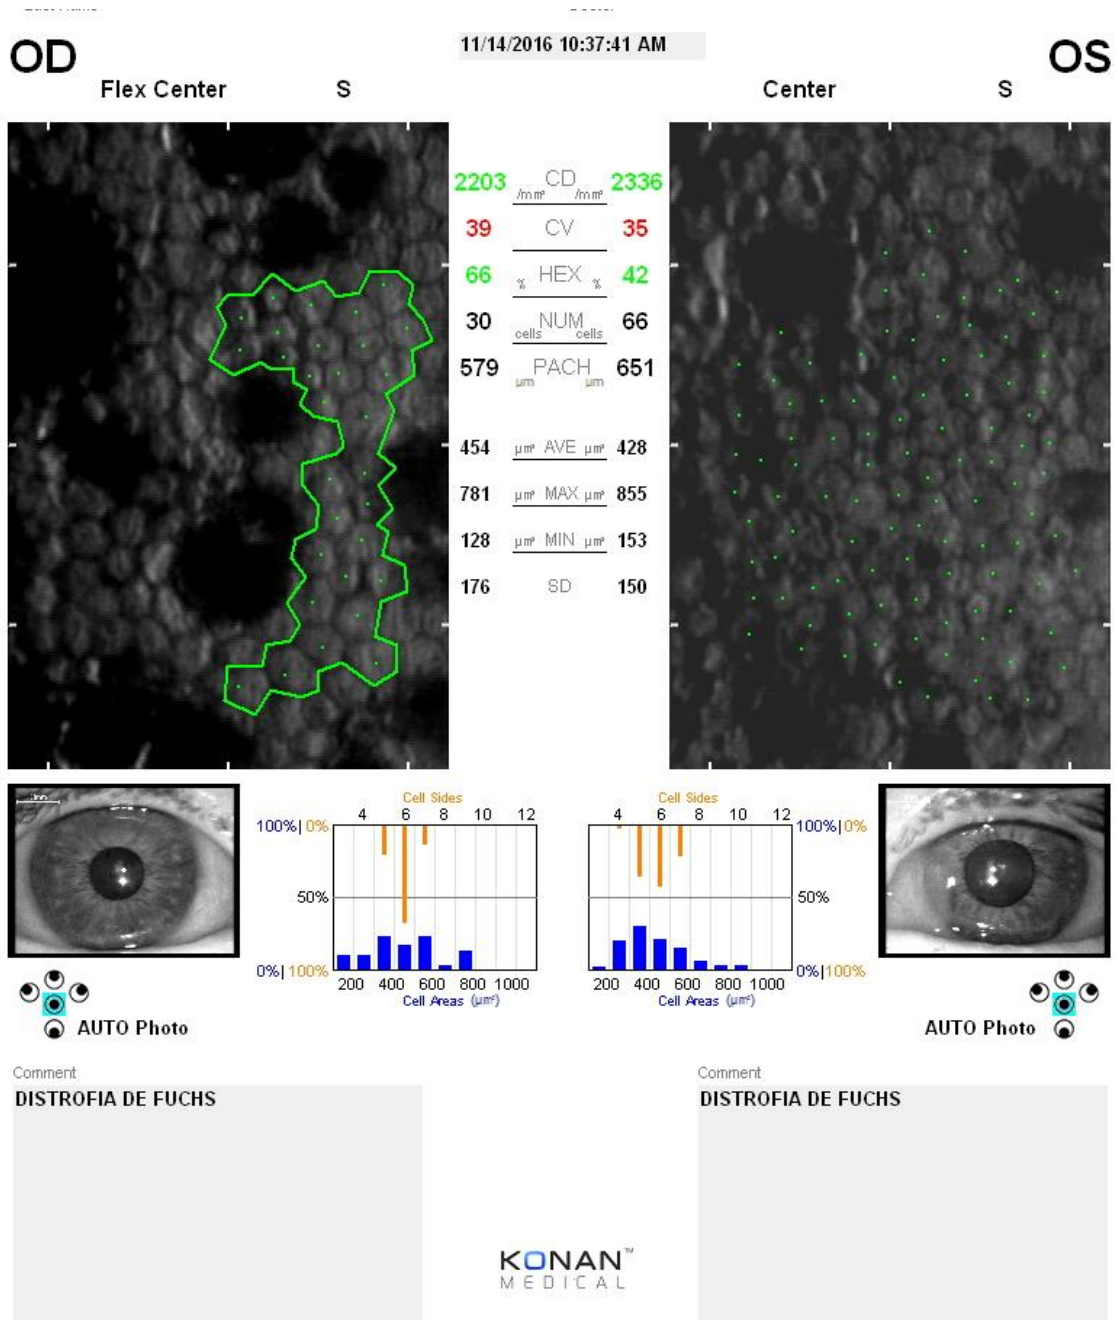 11/14/2016 10:37:41 AM
OD
OS
Flex Center S
Center S
2203 /mm² CD /mm² 2336
39 CV 35
66 % HEX % 42
30 cells NUM cells 66
579 µm PACH µm 651
454 µm² AVE µm² 428
781 µm² MAX µm² 855
128 µm² MIN µm² 153
176 SD 150
Cell Sides
4 6 8 10 12
100%|0%
50%
0%|100%
200 400 600 800 1000
Cell Areas (µm²)
Cell Sides
4 6 8 10 12
100%|0%
50%
0%|100%
200 400 600 800 1000
Cell Areas (µm²)
AUTO Photo
AUTO Photo
Comment
DISTROFIA DE FUCHS
Comment
DISTROFIA DE FUCHS
KONAN™
MEDICAL